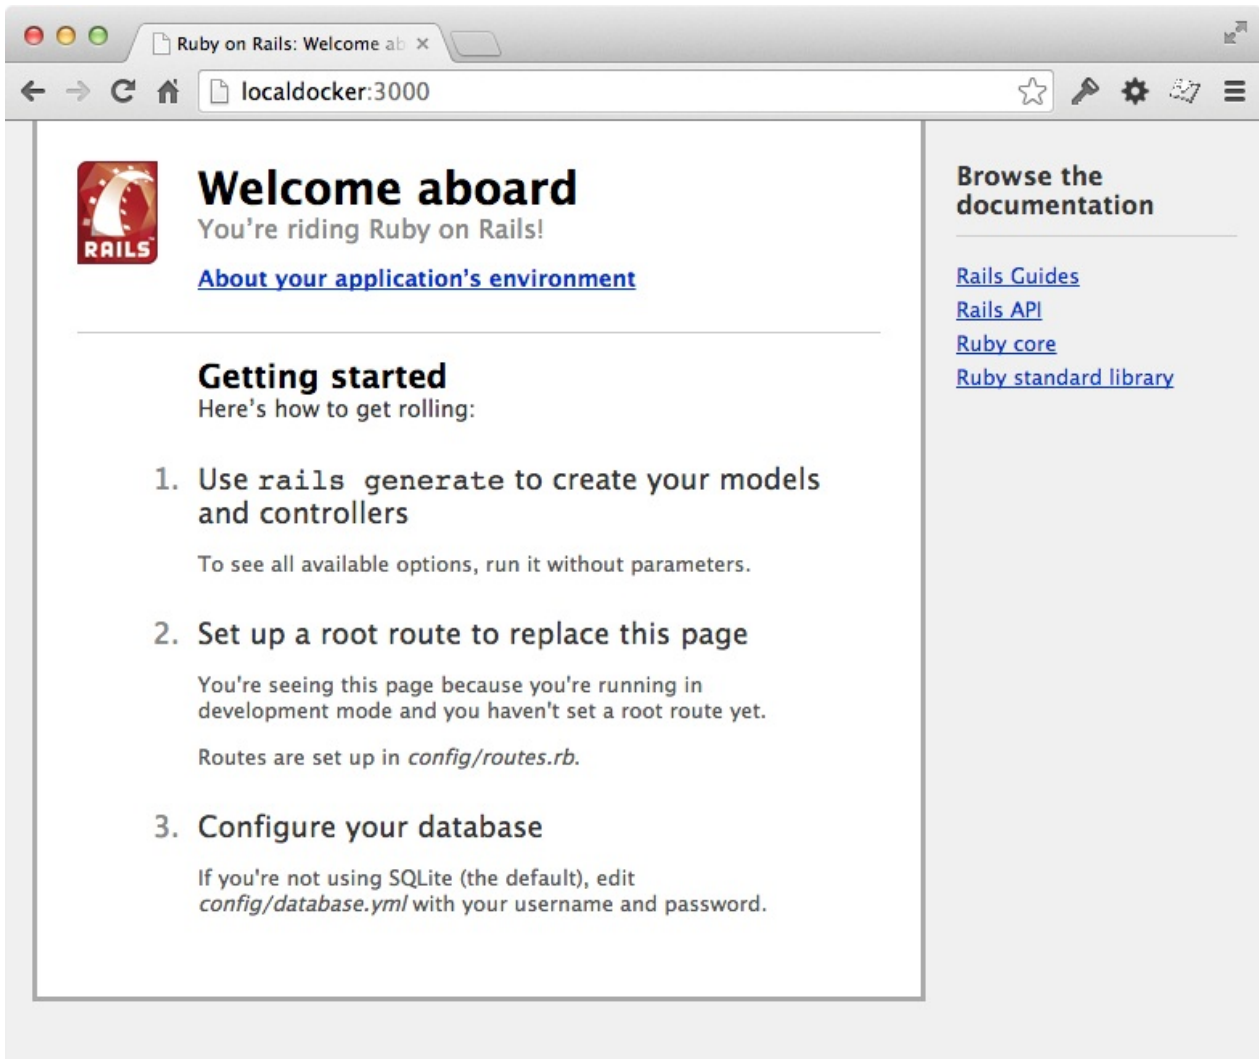 Ruby on Rails: Welcome ab
localdocker:3000
RAILS
Welcome aboard
You’re riding Ruby on Rails!
About your application’s environment
Getting started
Here’s how to get rolling:
1. Use rails generate to create your models
and controllers
To see all available options, run it without parameters.
2. Set up a root route to replace this page
You're seeing this page because you're running in
development mode and you haven't set a root route yet.
Routes are set up in config/routes.rb.
3. Configure your database
If you're not using SQLite (the default), edit
config/database.yml with your username and password.
Browse the
documentation
Rails Guides
Rails API
Ruby core
Ruby standard library